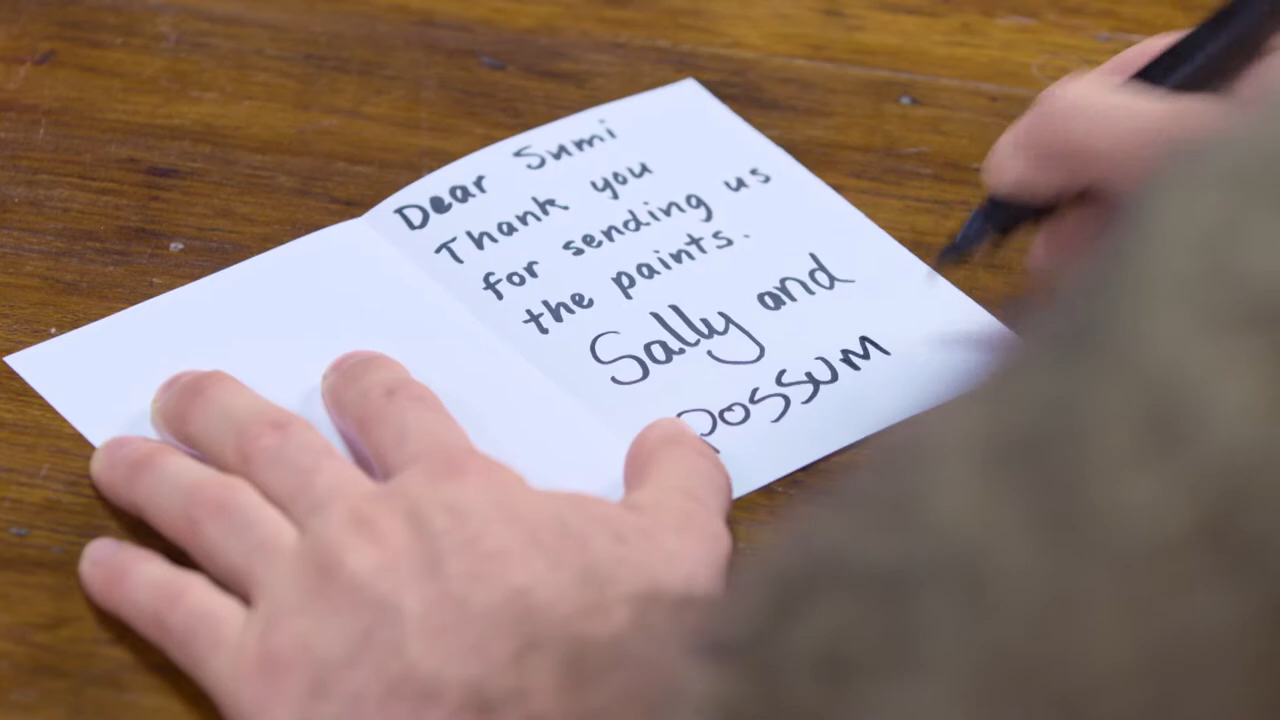 Dear Sumi
Thank you
for sending us
the paints.
Sally and
possum